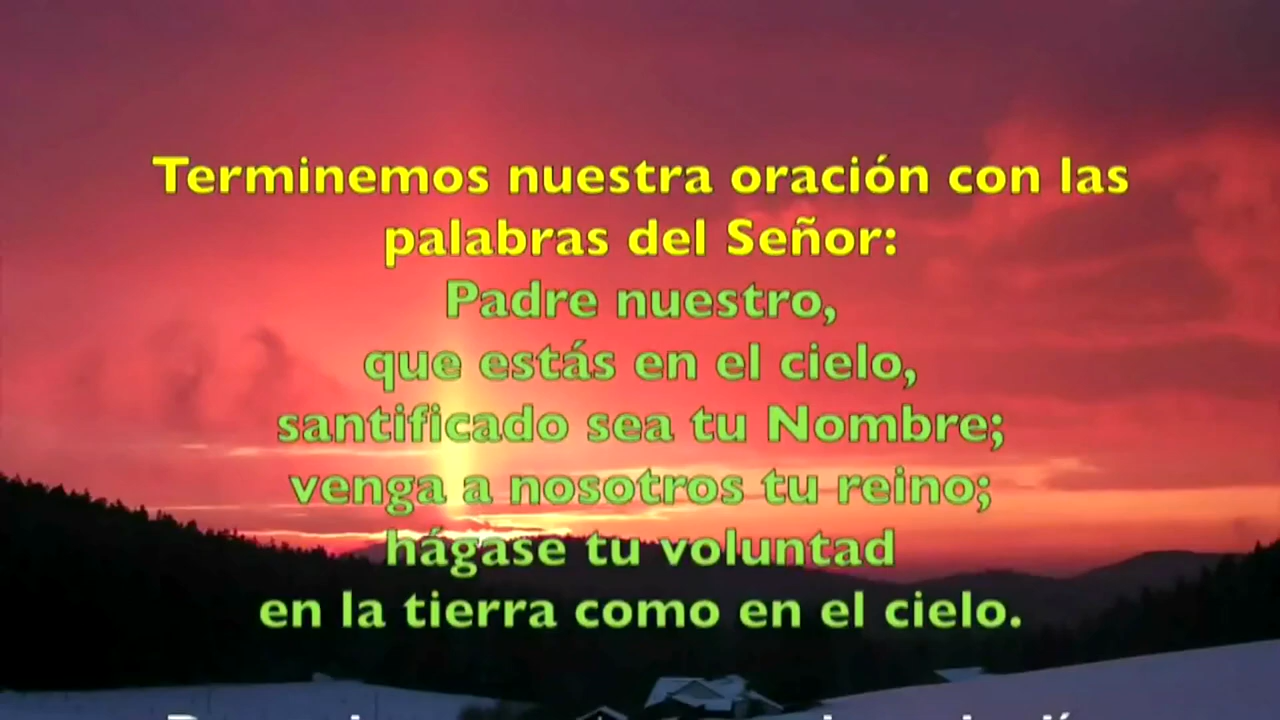 Terminemos nuestra oración con las
palabras del Señor:
Padre nuestro,
que estás en el cielo,
santificado sea tu Nombre;
venga a nosotros tu reino;
hágase tu voluntad
en la tierra como en el cielo.